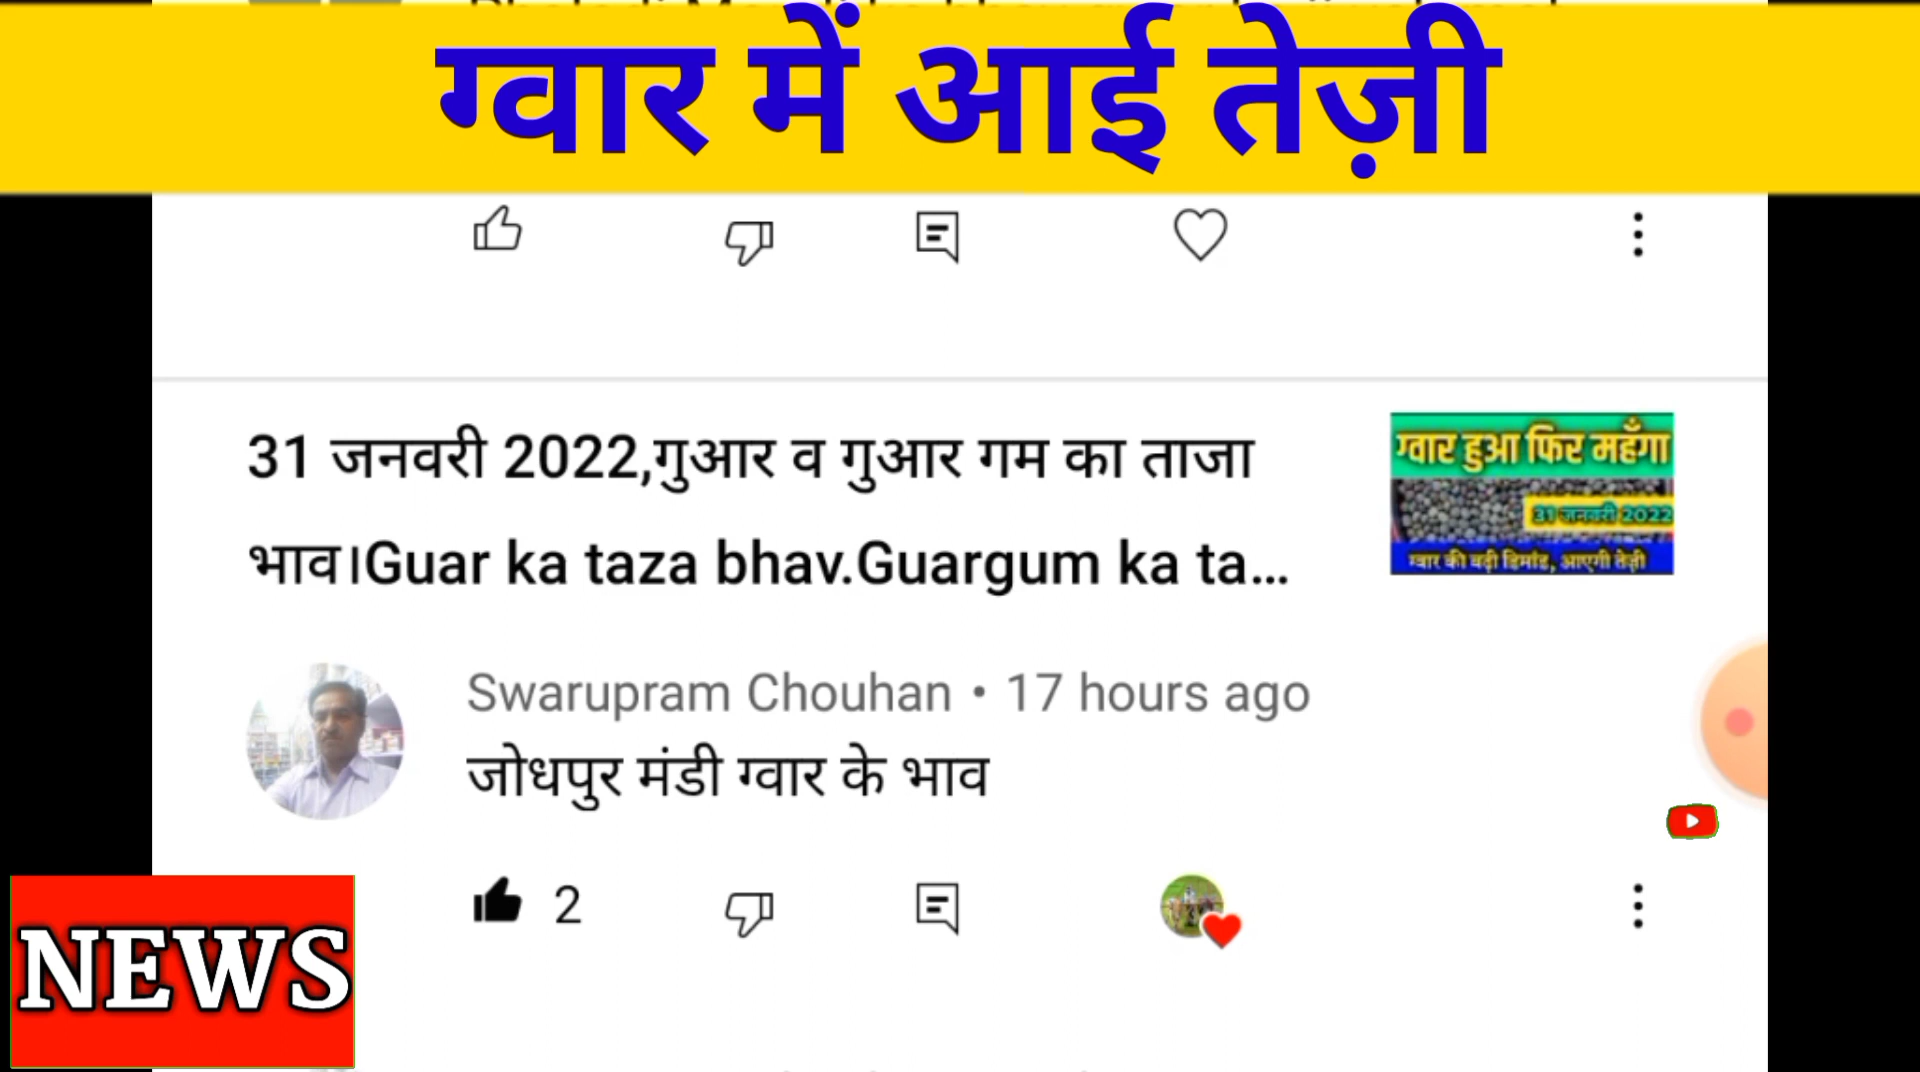 ग्वार में आई तेज़ी
31 जनवरी 2022,गुआर व गुआर गम का ताजा
भाव।Guar ka taza bhav.Guargum ka ta...
ग्वार हुआ फिर महँगा
31 जनवरी 2022
ग्वार की बढ़ी डिमांड, आएगी तेज़ी
Swarupram Chouhan • 17 hours ago
जोधपुर मंडी ग्वार के भाव
2
NEWS